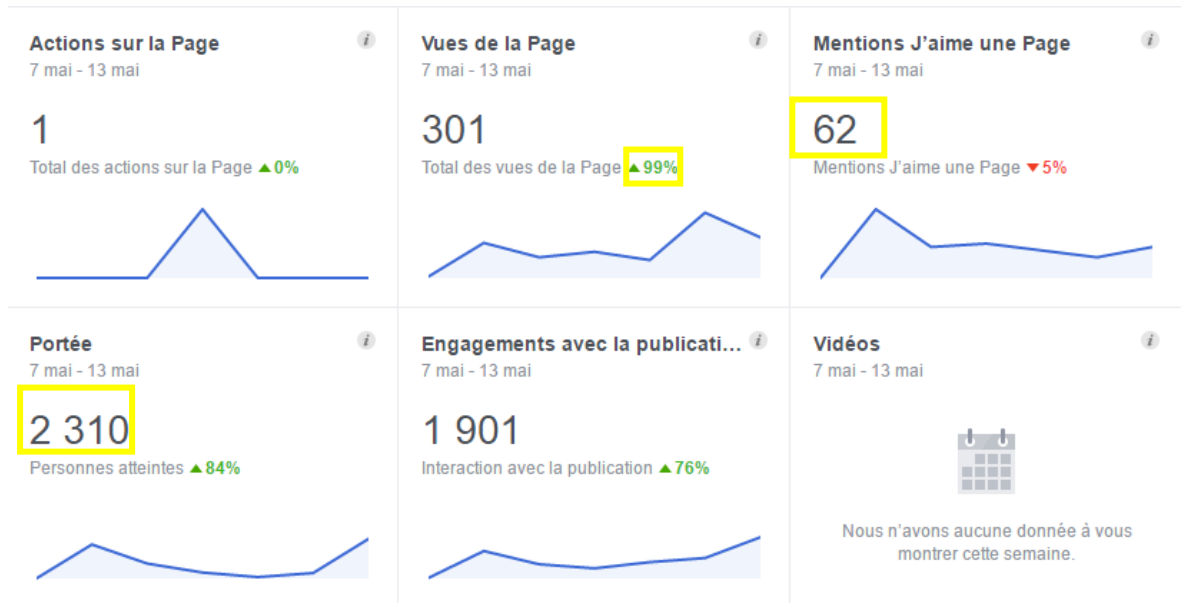 Actions sur la Page
7 mai - 13 mai
1
Total des actions sur la Page ▲0%
Vues de la Page
7 mai - 13 mai
301
Total des vues de la Page ▲99%
Mentions J'aime une Page
7 mai - 13 mai
62
Mentions J'aime une Page ▼5%
Portée
7 mai - 13 mai
2 310
Personnes atteintes ▲84%
Engagements avec la publicati...
7 mai - 13 mai
1 901
Interaction avec la publication ▲76%
Vidéos
7 mai - 13 mai
Nous n'avons aucune donnée à vous
montrer cette semaine.